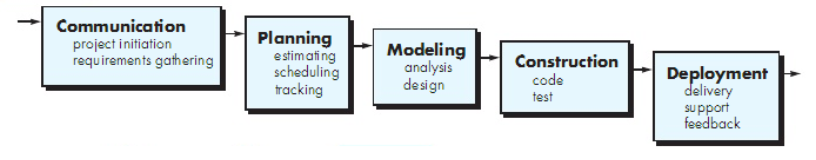 Communication
project initiation
requirements gathering
Planning
estimating
scheduling
tracking
Modeling
analysis
design
Construction
code
test
Deployment
delivery
support
feedback